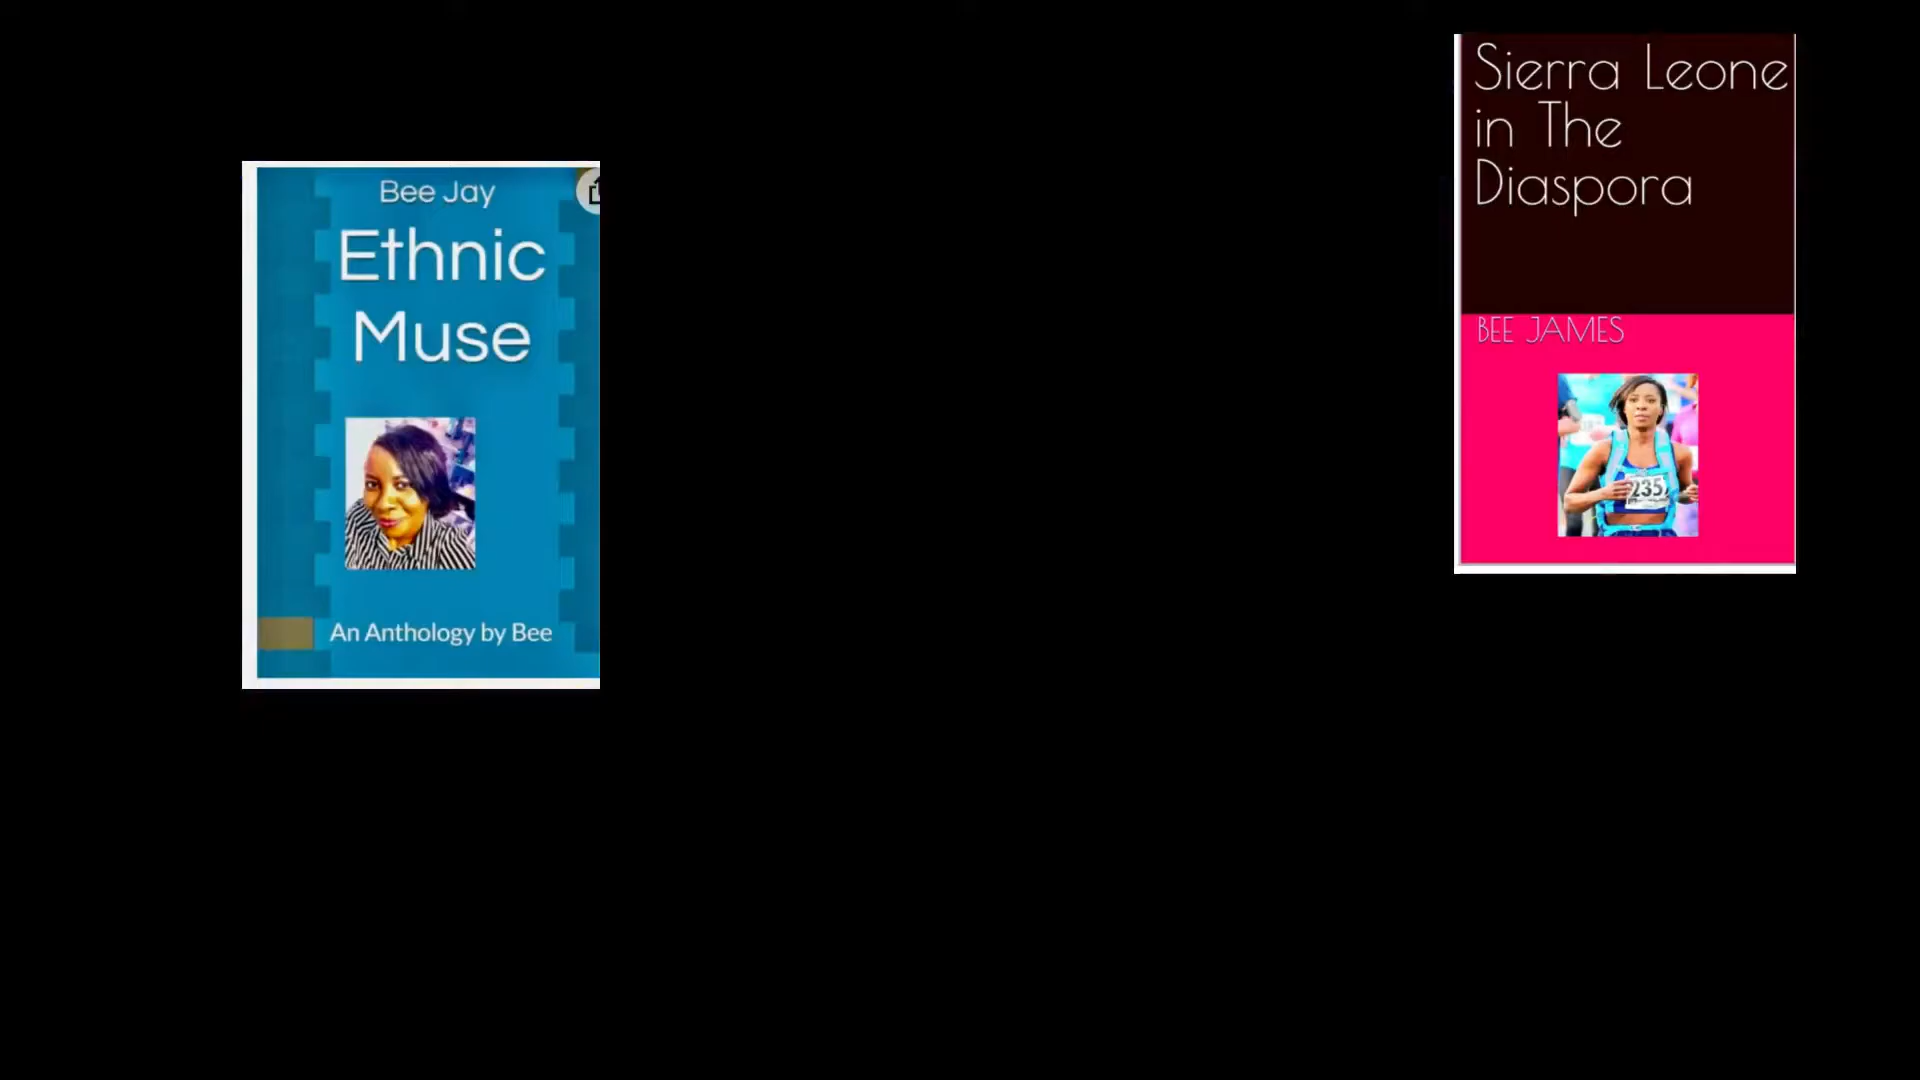 Bee Jay
Ethnic
Muse
An Anthology by Bee
Sierra Leone
in The
Diaspora
BEE JAMES
235